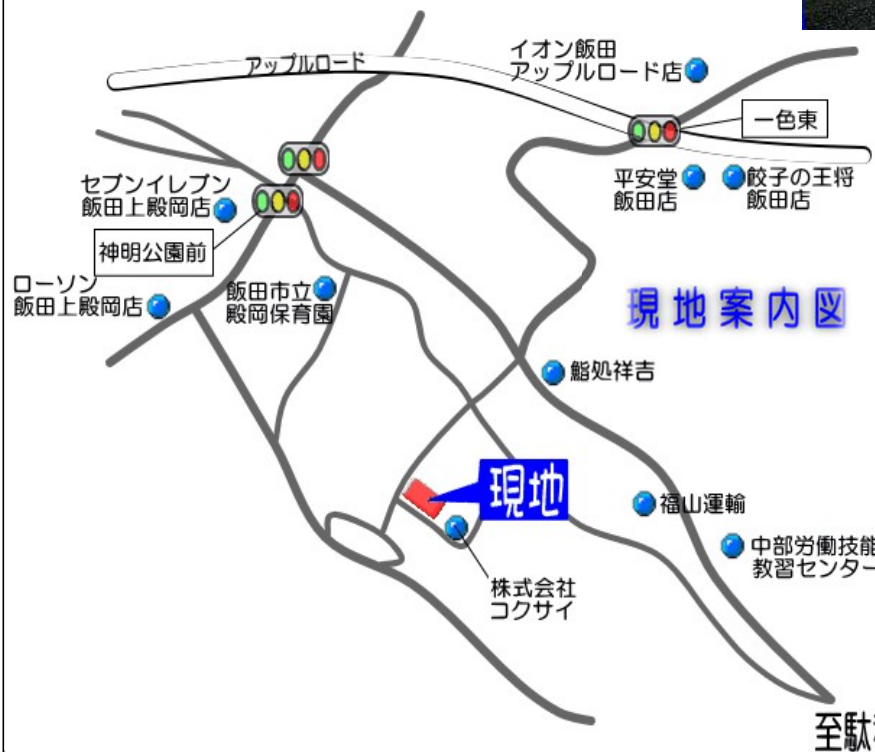 アップルロード
イオン飯田
アップルロード店
一色東
セブンイレブン
飯田上殿岡店
平安堂
飯田店
餃子の王将
飯田店
神明公園前
ローソン
飯田上殿岡店
飯田市立
殿岡保育園
現地案内図
鮨処祥吉
現地
福山運輸
中部労働技能
教習センター
株式会社
コクサイ
至駄